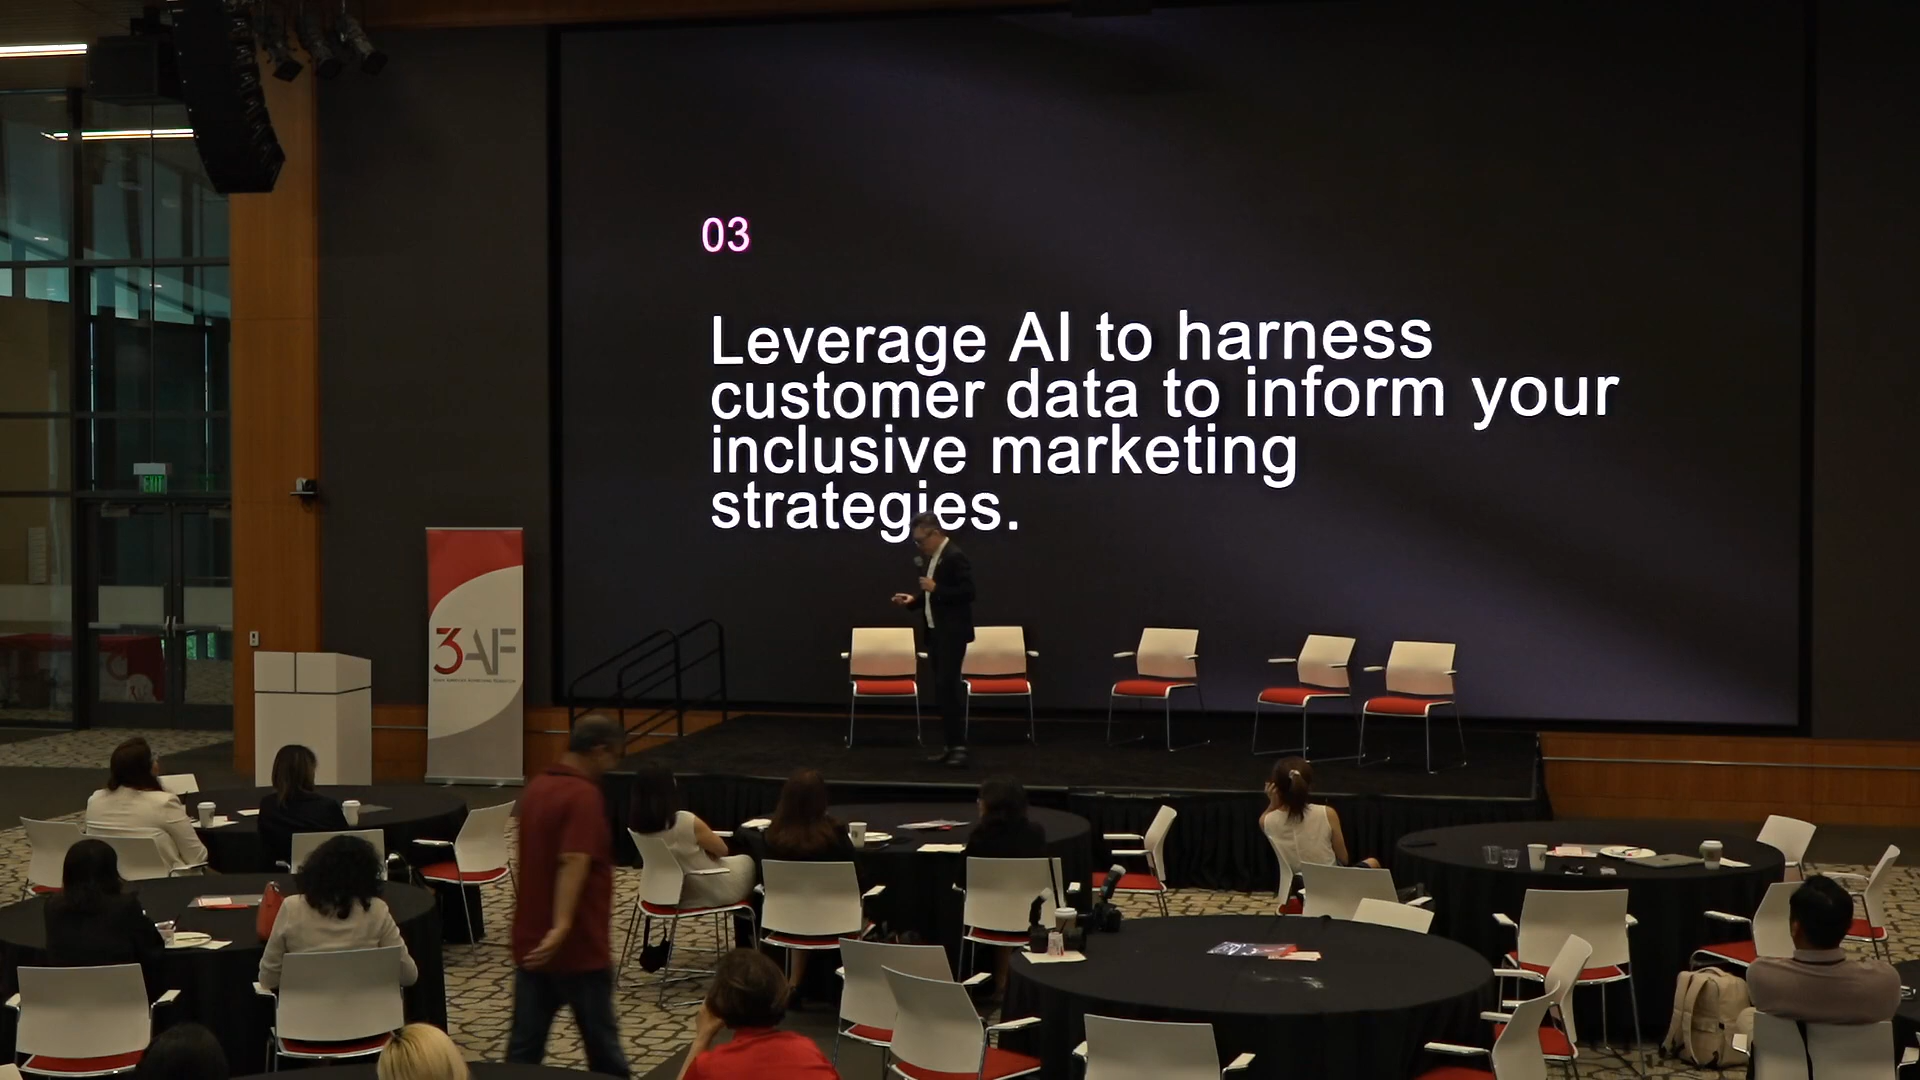 03
Leverage AI to harness
customer data to inform your
inclusive marketing
strategies.
3AF
EXIT